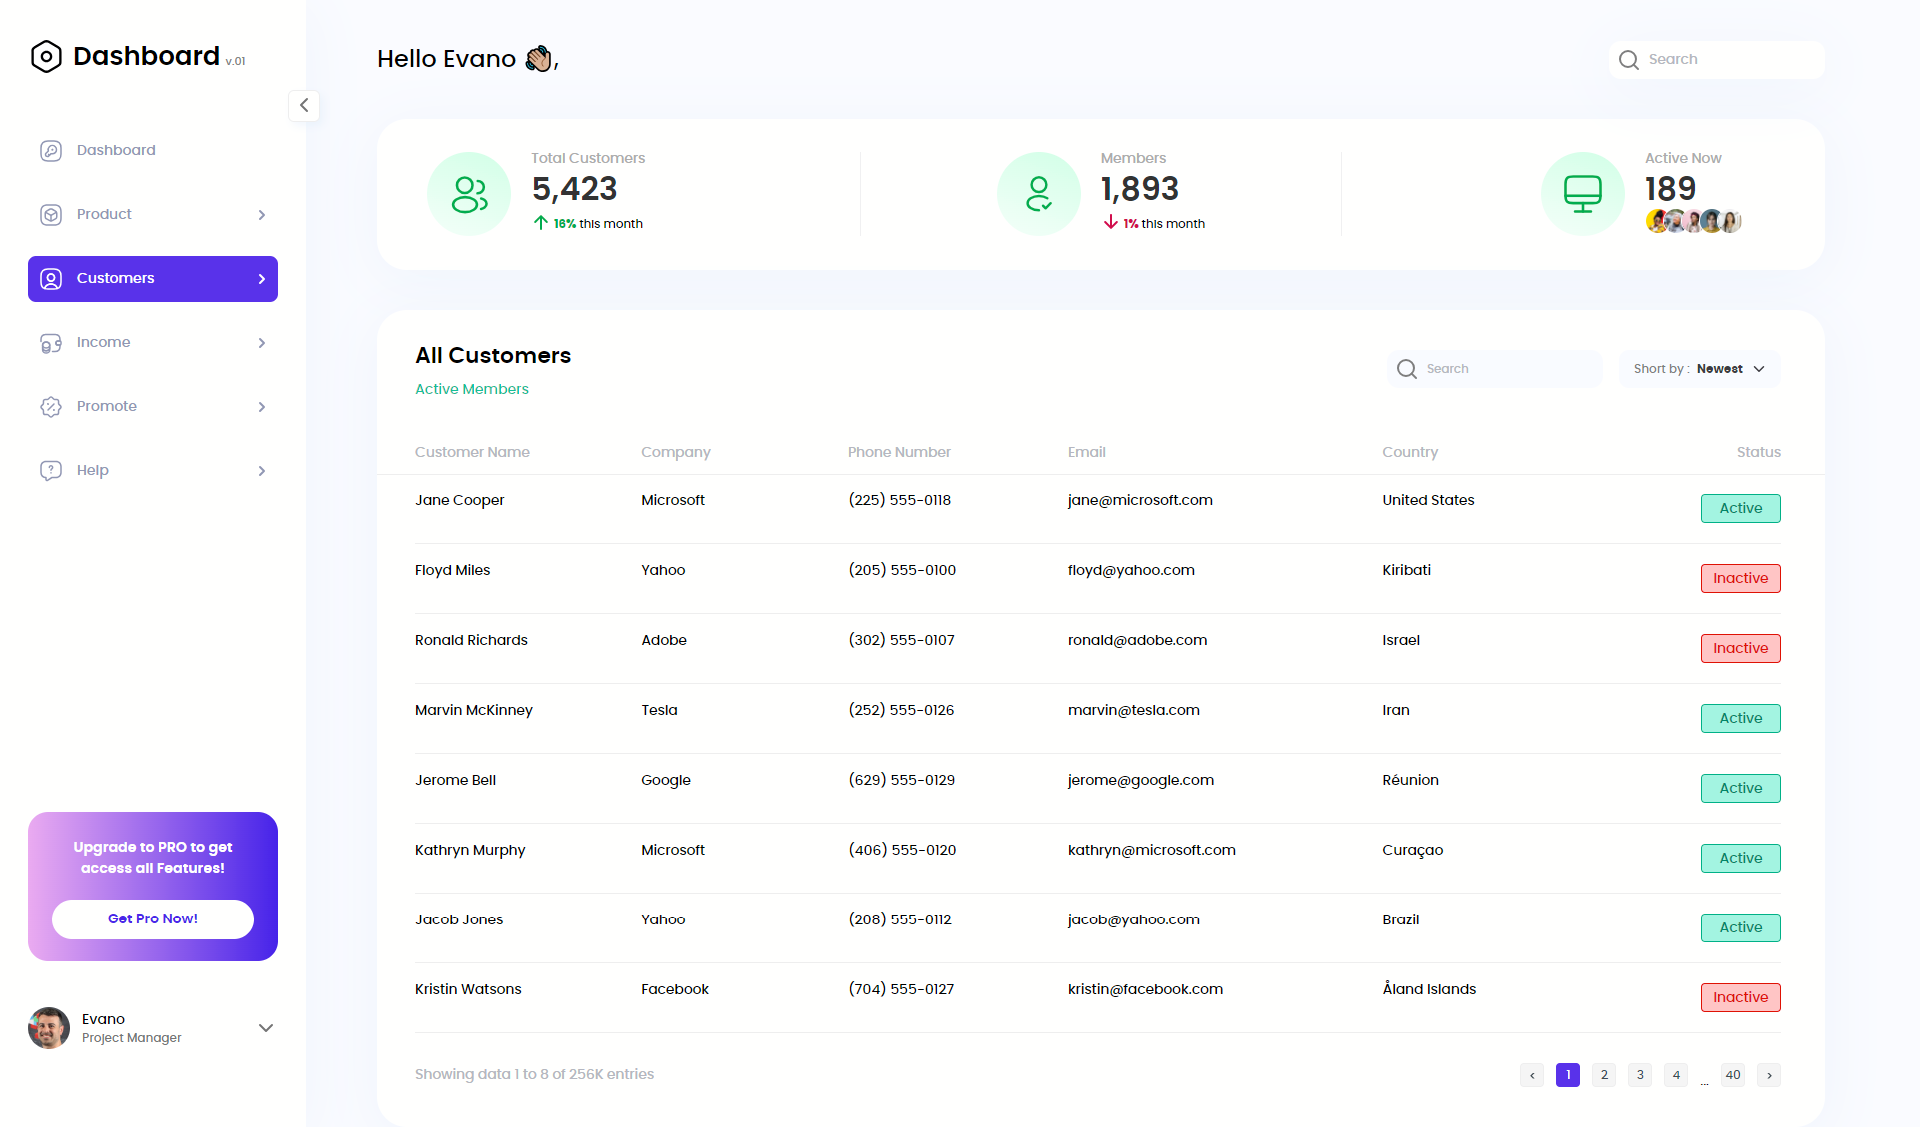 Dashboard v.01
Dashboard
Product
Customers
Income
Promote
Help
Upgrade to PRO to get
access all Features!
Get Pro Now!
Evano
Project Manager
Hello Evano 👋🏽,
Search
Total Customers
5,423
16% this month
Members
1,893
1% this month
Active Now
189
All Customers
Active Members
Search
Short by : Newest
Customer Name Company Phone Number Email Country Status
Jane Cooper Microsoft (225) 555-0118 jane@microsoft.com United States Active
Floyd Miles Yahoo (205) 555-0100 floyd@yahoo.com Kiribati Inactive
Ronald Richards Adobe (302) 555-0107 ronald@adobe.com Israel Inactive
Marvin McKinney Tesla (252) 555-0126 marvin@tesla.com Iran Active
Jerome Bell Google (629) 555-0129 jerome@google.com Réunion Active
Kathryn Murphy Microsoft (406) 555-0120 kathryn@microsoft.com Curaçao Active
Jacob Jones Yahoo (208) 555-0112 jacob@yahoo.com Brazil Active
Kristin Watsons Facebook (704) 555-0127 kristin@facebook.com Åland Islands Inactive
Showing data 1 to 8 of 256K entries
‹ 1 2 3 4 ... 40 ›